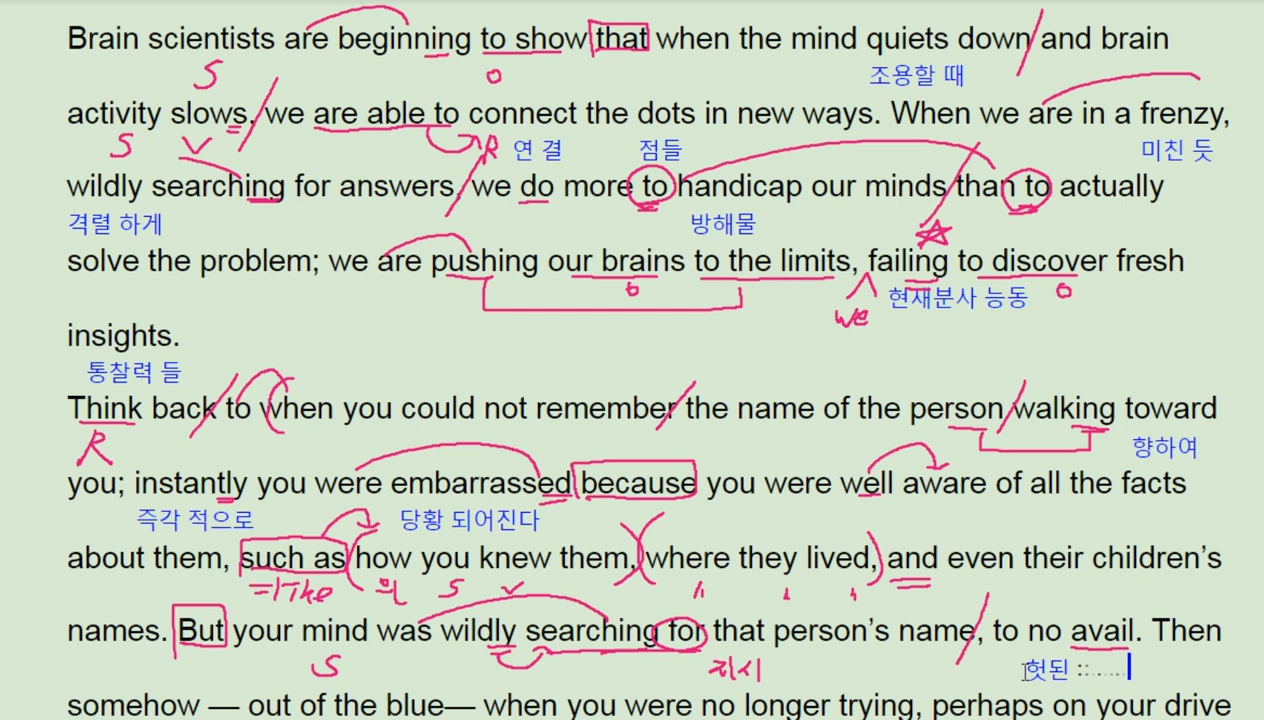 Brain scientists are beginning to show that when the mind quiets down and brain
S O 조용할 때
activity slows, we are able to connect the dots in new ways. When we are in a frenzy,
S V R 연 결 점들 미친 듯
wildly searching for answers, we do more to handicap our minds than to actually
격렬 하게 방해물
solve the problem; we are pushing our brains to the limits, failing to discover fresh
o we 현재분사 능동 o
insights.
통찰력 들
Think back to when you could not remember the name of the person walking toward
R 향하여
you; instantly you were embarrassed because you were well aware of all the facts
즉각 적으로 당황 되어진다
about them, such as how you knew them, where they lived, and even their children’s
=like 의 S V
names. But your mind was wildly searching for that person’s name, to no avail. Then
S 지시 헛된
somehow — out of the blue— when you were no longer trying, perhaps on your drive